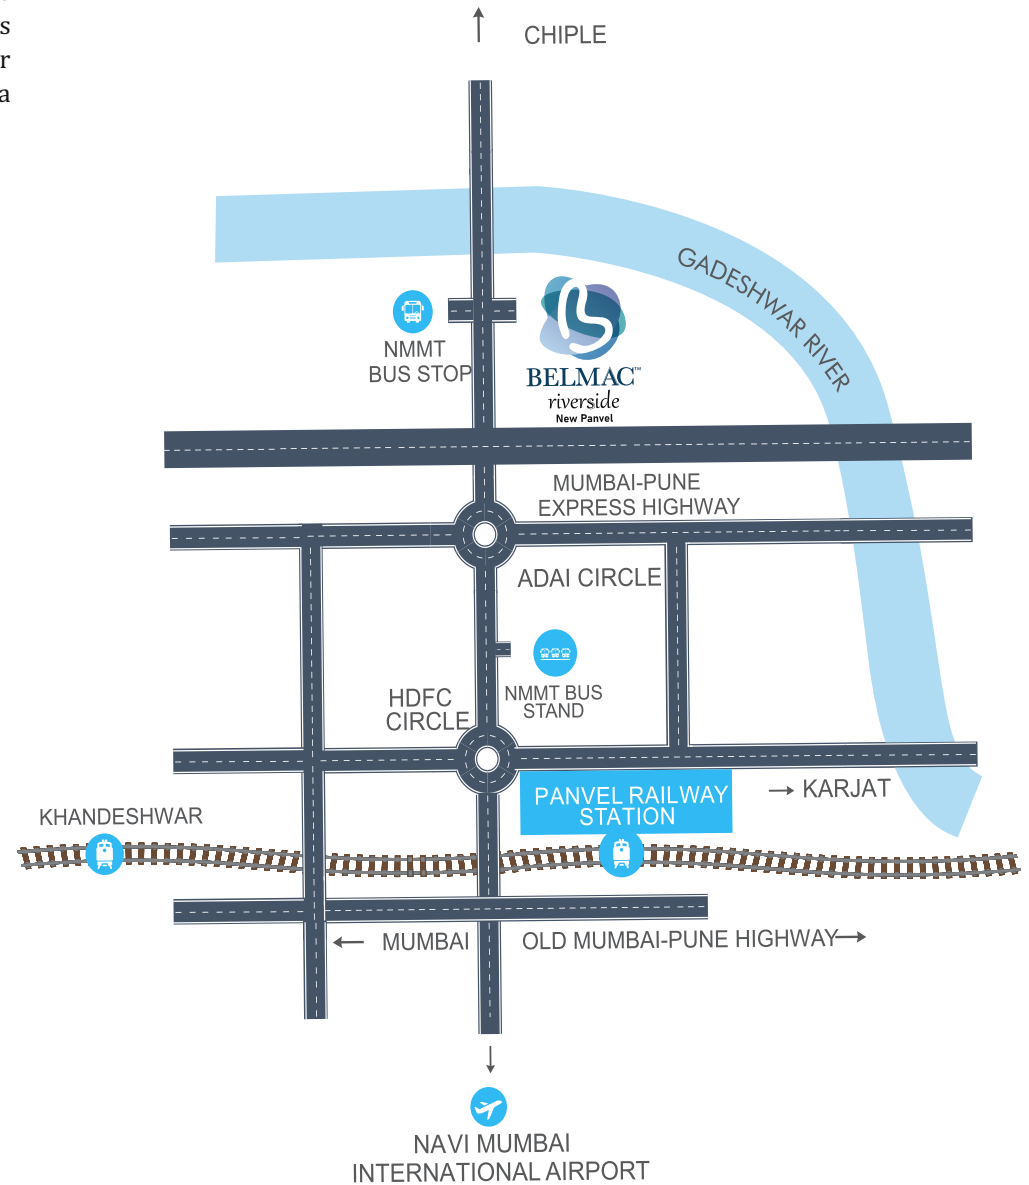 s
r
a
CHIPLE
GADESHWAR RIVER
NMMT
BUS STOP
BELMAC™
riverside
New Panvel
MUMBAI-PUNE
EXPRESS HIGHWAY
ADAI CIRCLE
HDFC
CIRCLE
NMMT BUS
STAND
PANVEL RAILWAY
STATION
KARJAT
KHANDESHWAR
MUMBAI
OLD MUMBAI-PUNE HIGHWAY
NAVI MUMBAI
INTERNATIONAL AIRPORT